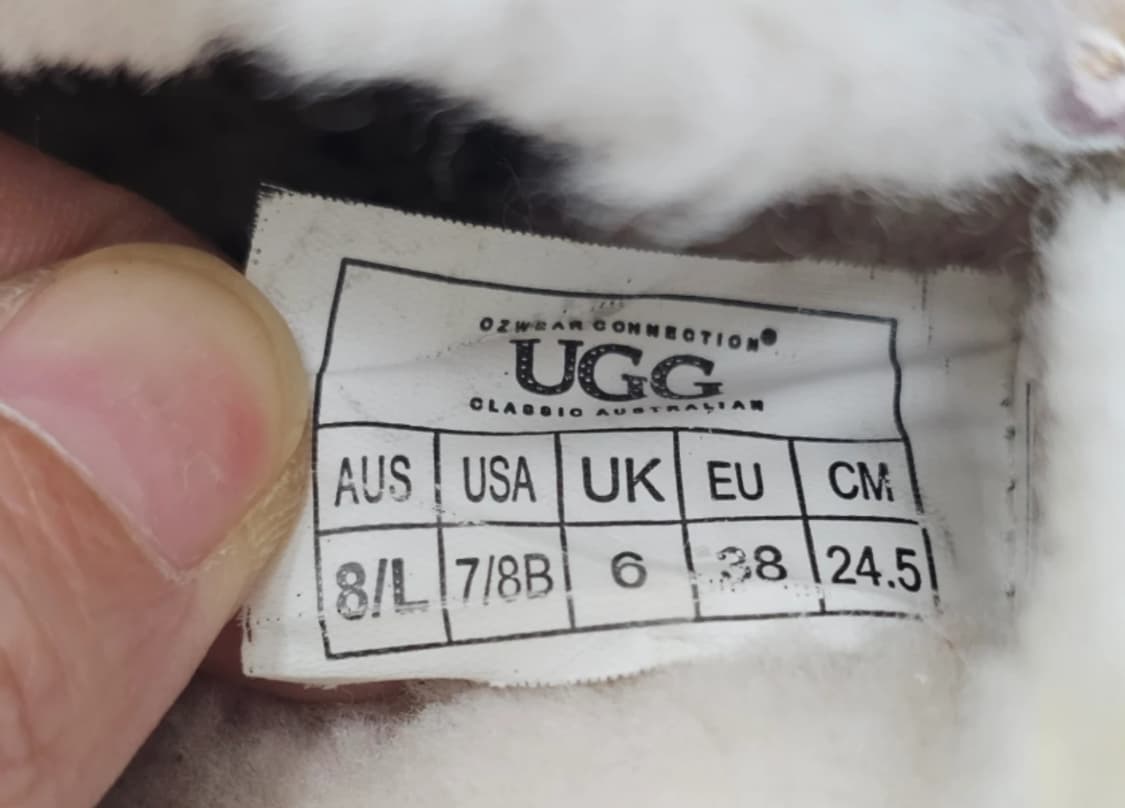 OZWEAR CONNECTION®
UGG
CLASSIC AUSTRALIAN
AUS USA UK EU CM
8/L 7/8B 6 38 24.5